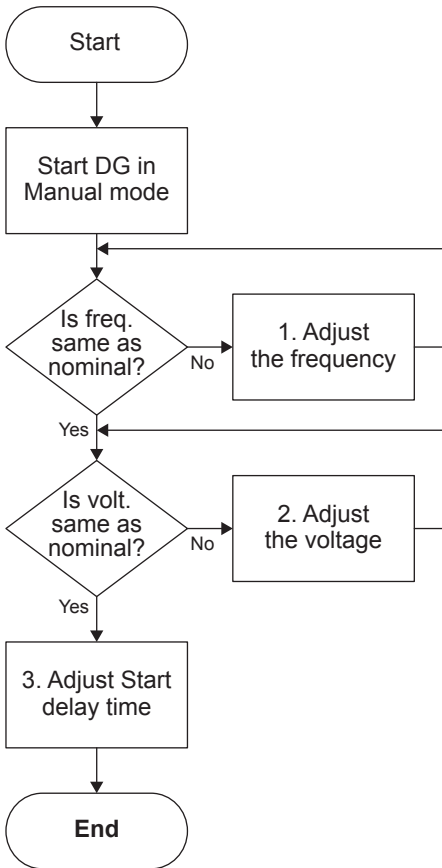 Start
Start DG in
Manual mode
Is freq.
same as
nominal?
No
1. Adjust
the frequency
Yes
Is volt.
same as
nominal?
No
2. Adjust
the voltage
Yes
3. Adjust Start
delay time
End